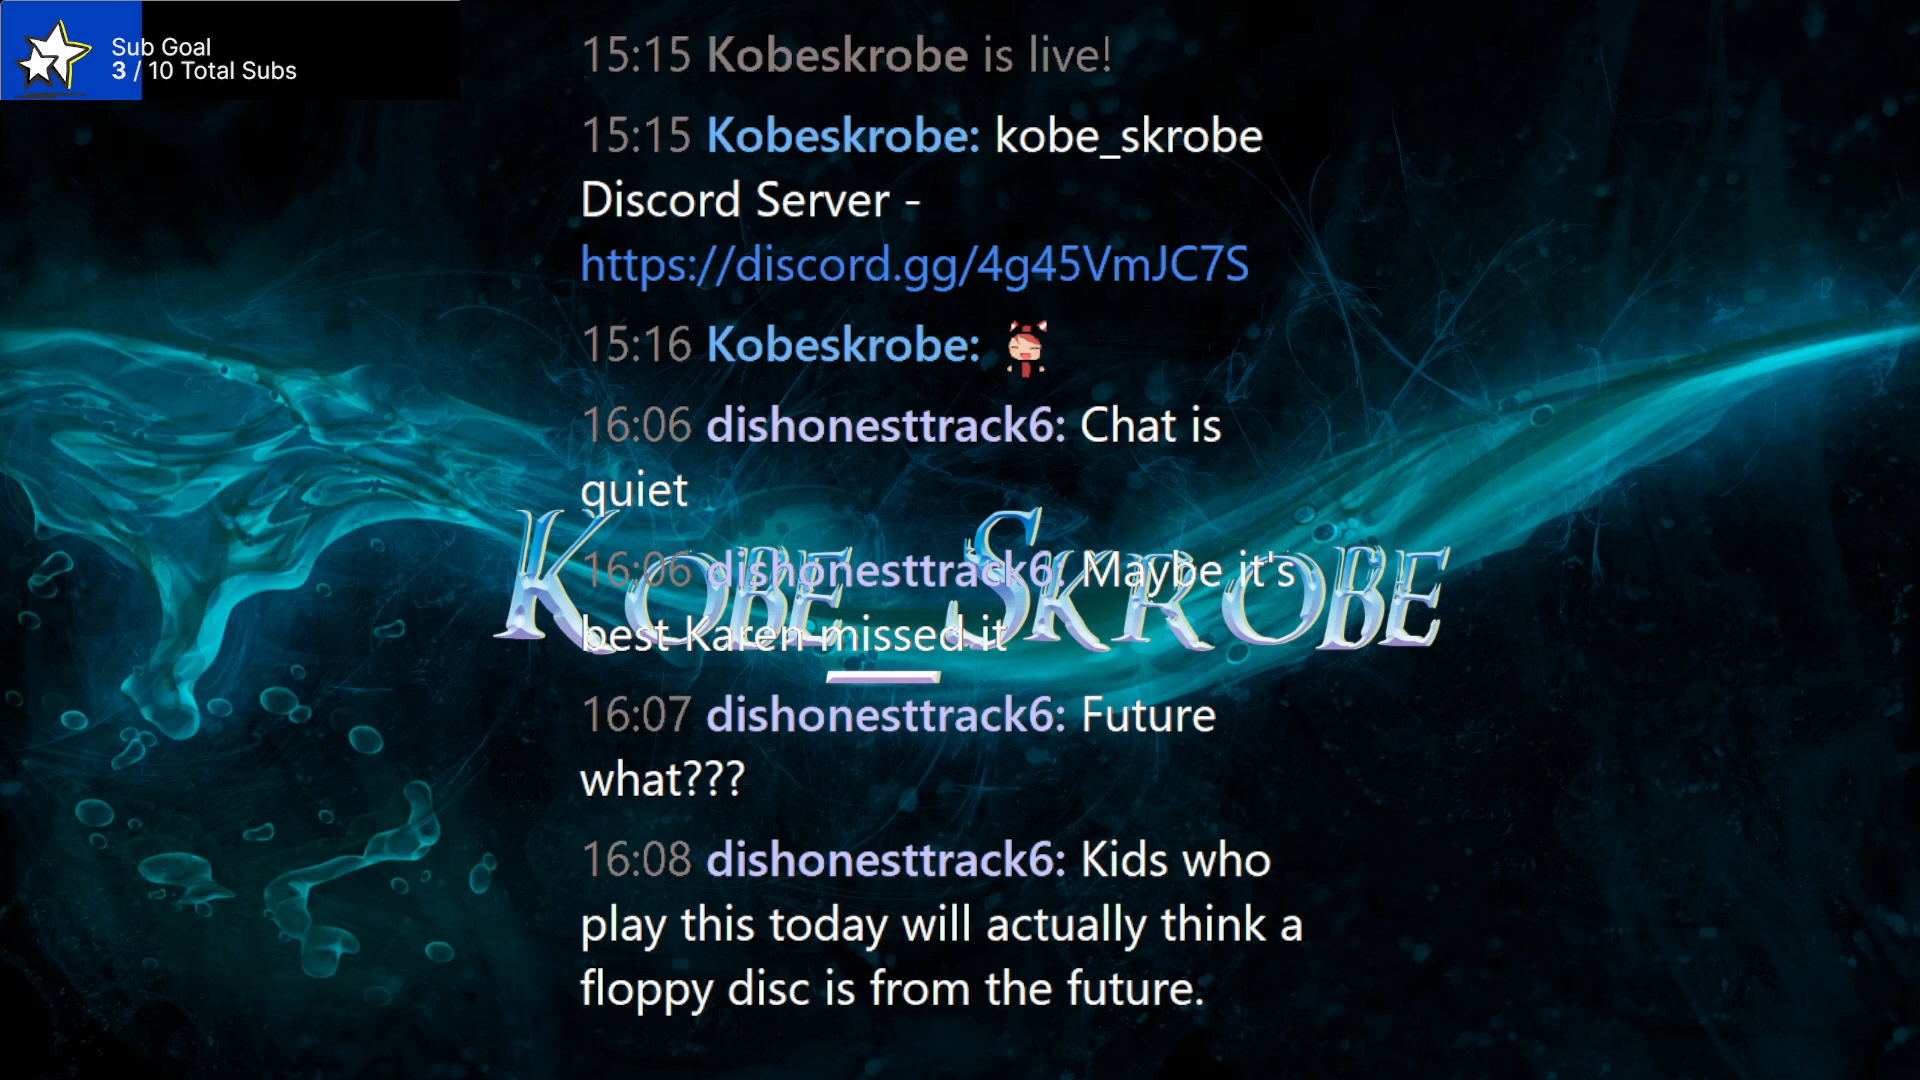 Sub Goal
3 / 10 Total Subs
15:15 Kobeskrobe is live!
15:15 Kobeskrobe: kobe_skrobe
Discord Server -
https://discord.gg/4g45VmJC7S
15:16 Kobeskrobe:
16:06 dishonesttrack6: Chat is
quiet
16:06 dishonesttrack6: Maybe it's
best Karen missed it
KOBE_SKROBE
16:07 dishonesttrack6: Future
what???
16:08 dishonesttrack6: Kids who
play this today will actually think a
floppy disc is from the future.